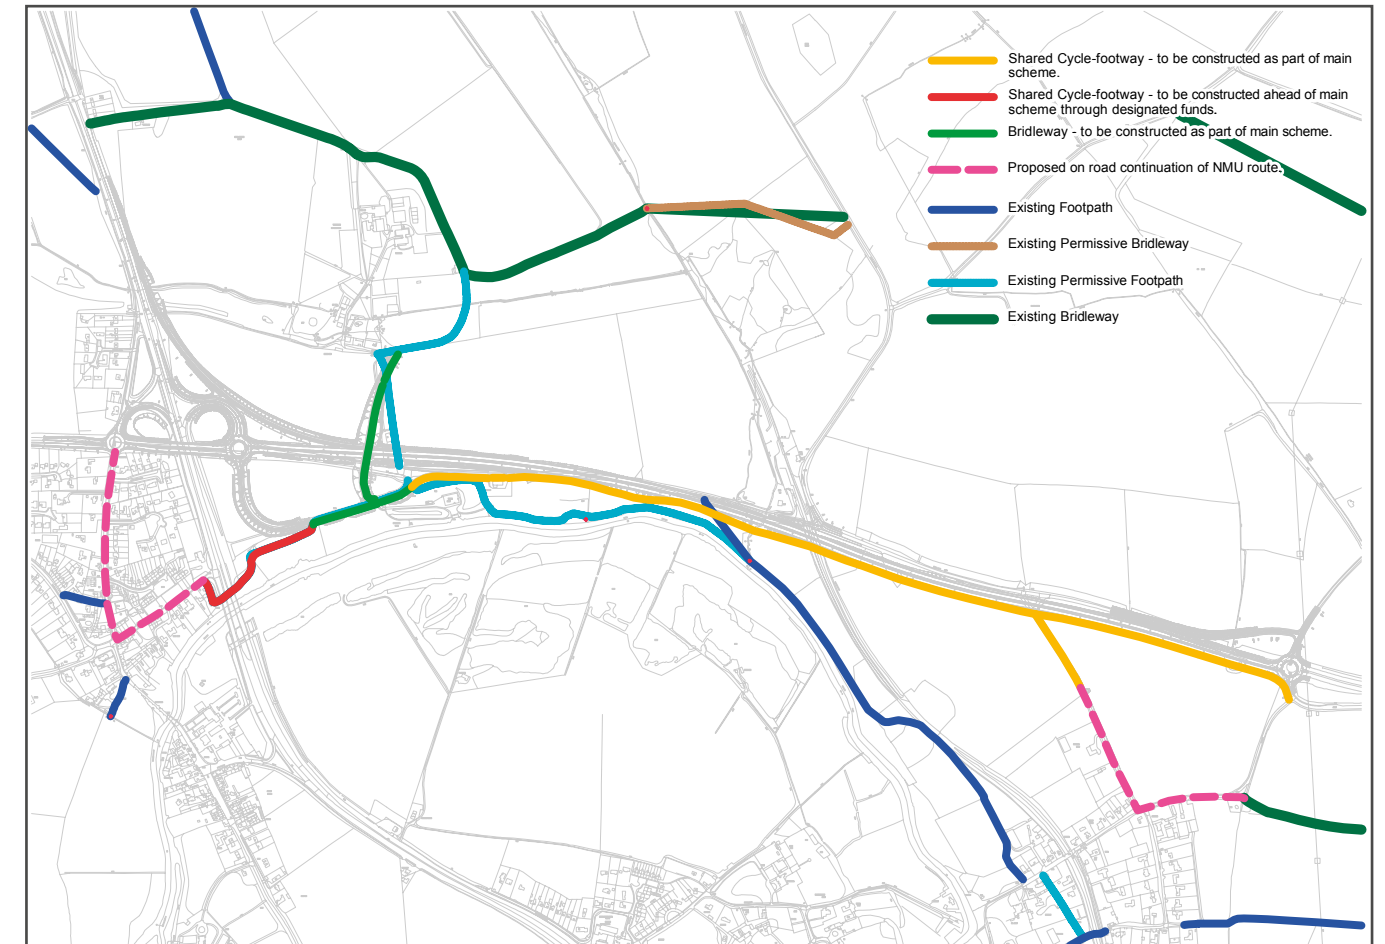 Shared Cycle-footway - to be constructed as part of main
scheme.
Shared Cycle-footway - to be constructed ahead of main
scheme through designated funds.
Bridleway - to be constructed as part of main scheme.
Proposed on road continuation of NMU route.
Existing Footpath
Existing Permissive Bridleway
Existing Permissive Footpath
Existing Bridleway